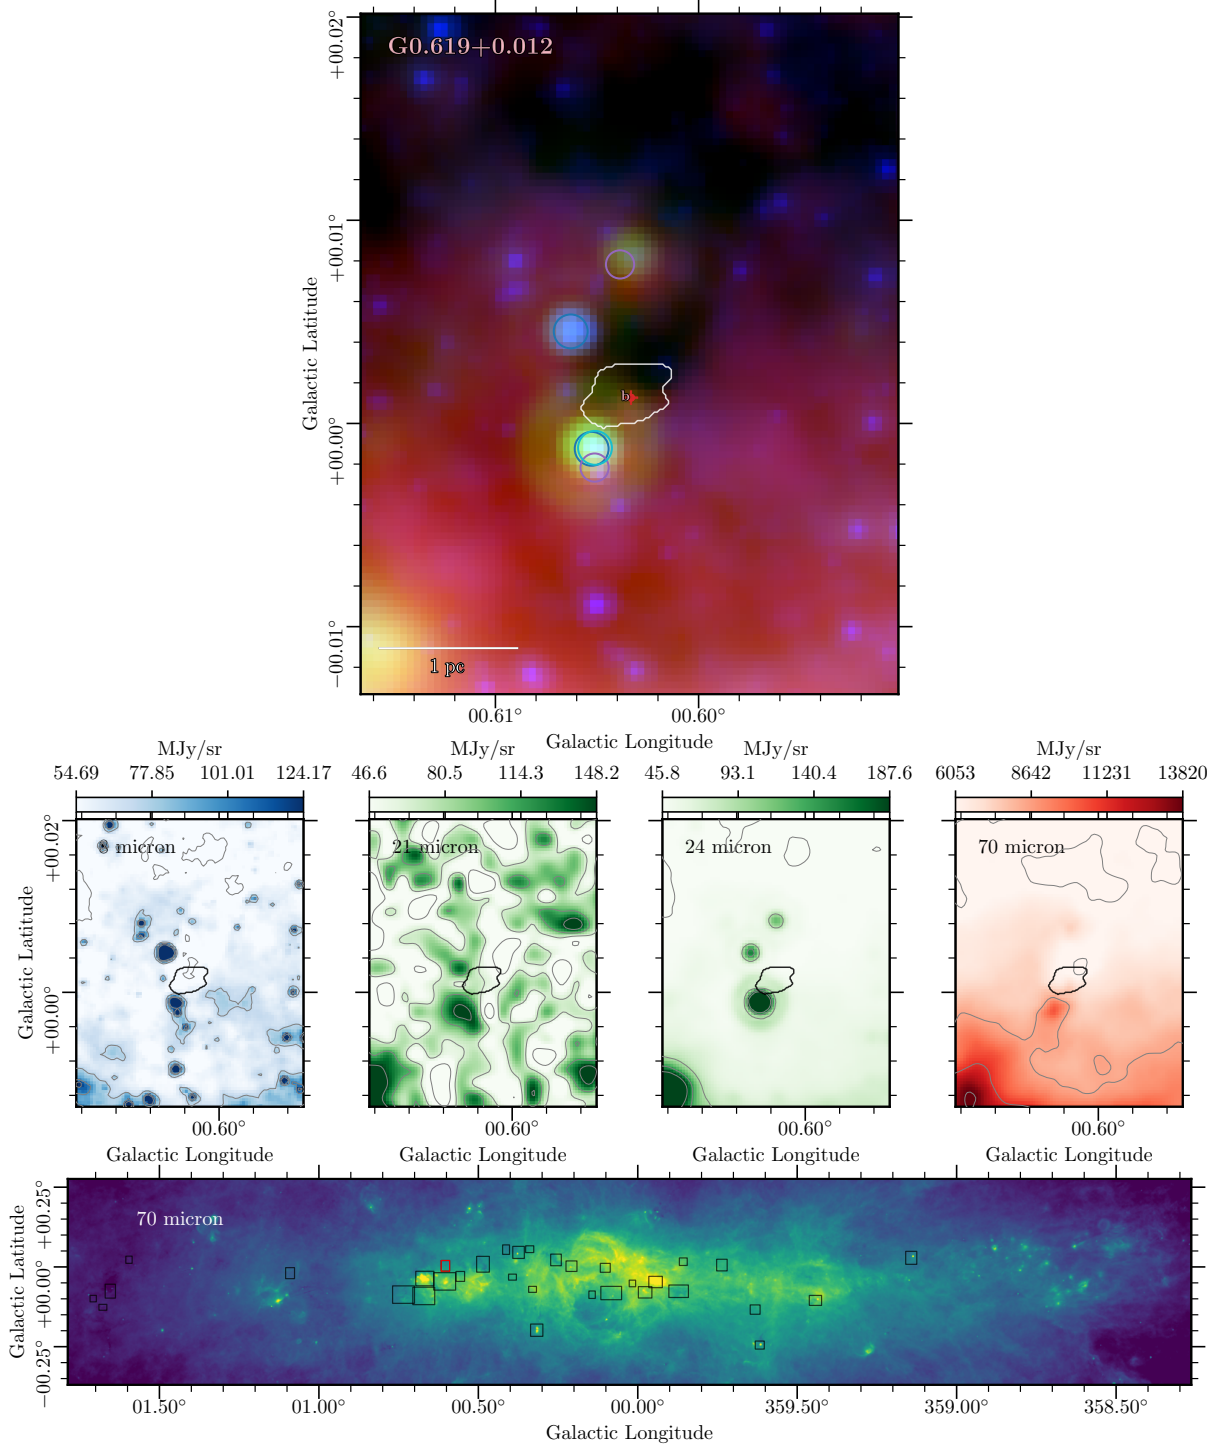 G0.619+0.012
+00.02°
+00.01°
+00.00°
−00.01°
Galactic Latitude
b
1 pc
00.61° 00.60°
Galactic Longitude
MJy/sr MJy/sr MJy/sr MJy/sr
54.69 77.85 101.01 124.17 46.6 80.5 114.3 148.2 45.8 93.1 140.4 187.6 6053 8642 11231 13820
8 micron 21 micron 24 micron 70 micron
+00.02°
+00.00°
Galactic Latitude
00.60° 00.60° 00.60° 00.60°
Galactic Longitude Galactic Longitude Galactic Longitude Galactic Longitude
70 micron
+00.25°
+00.00°
−00.25°
Galactic Latitude
01.50° 01.00° 00.50° 00.00° 359.50° 359.00° 358.50°
Galactic Longitude